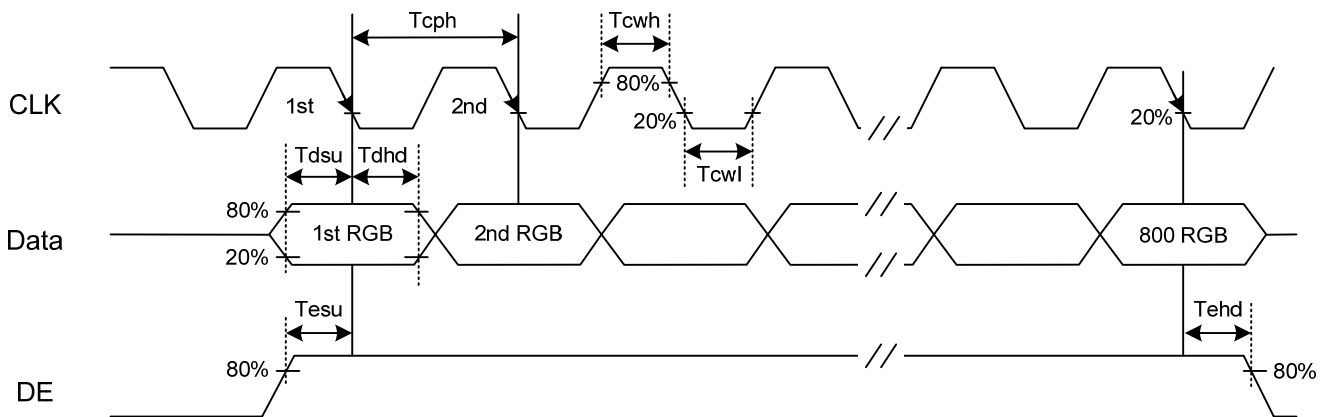 Tcph
Tcwh
CLK
1st
2nd
80%
20%
20%
Tdsu
Tdhd
Tcwl
80%
Data
1st RGB
2nd RGB
800 RGB
20%
Tesu
Tehd
80%
80%
DE